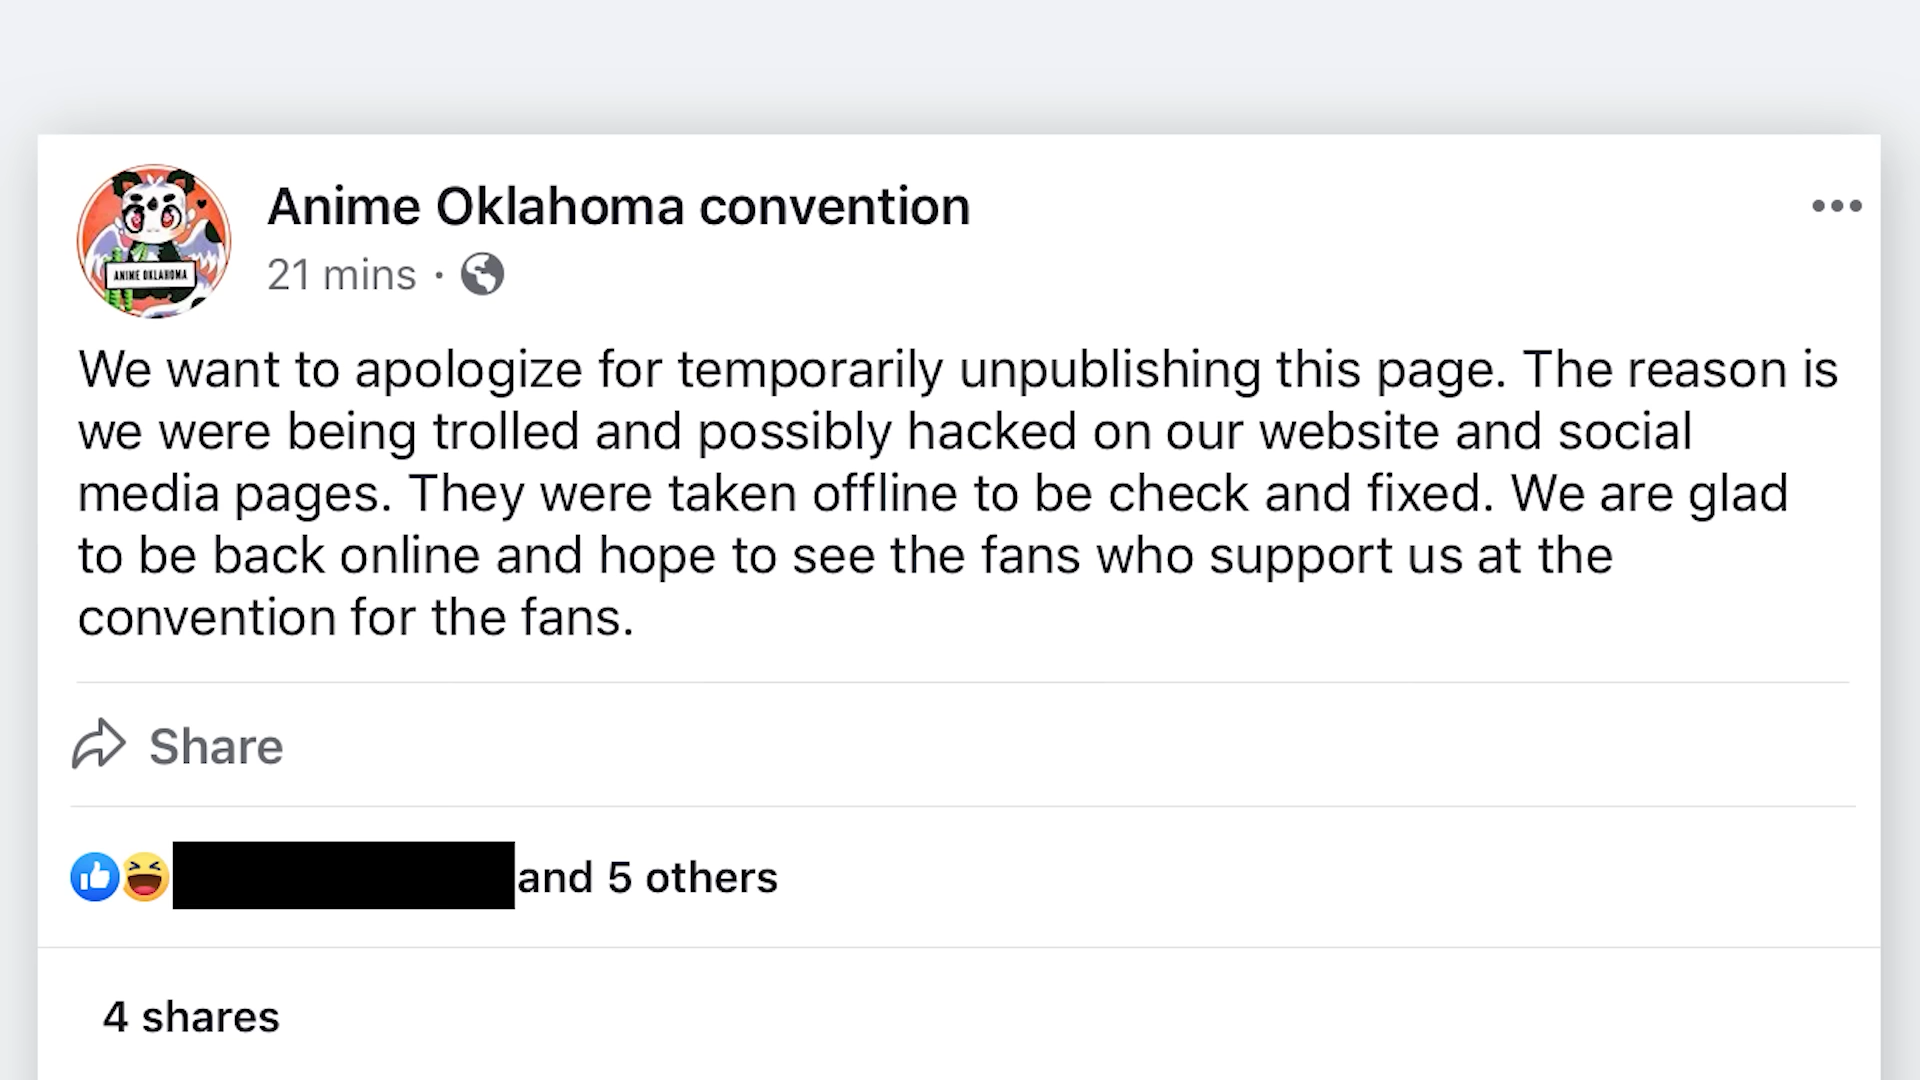 Anime Oklahoma convention
21 mins ·
ANIME OKLAHOMA
We want to apologize for temporarily unpublishing this page. The reason is
we were being trolled and possibly hacked on our website and social
media pages. They were taken offline to be check and fixed. We are glad
to be back online and hope to see the fans who support us at the
convention for the fans.
Share
and 5 others
4 shares